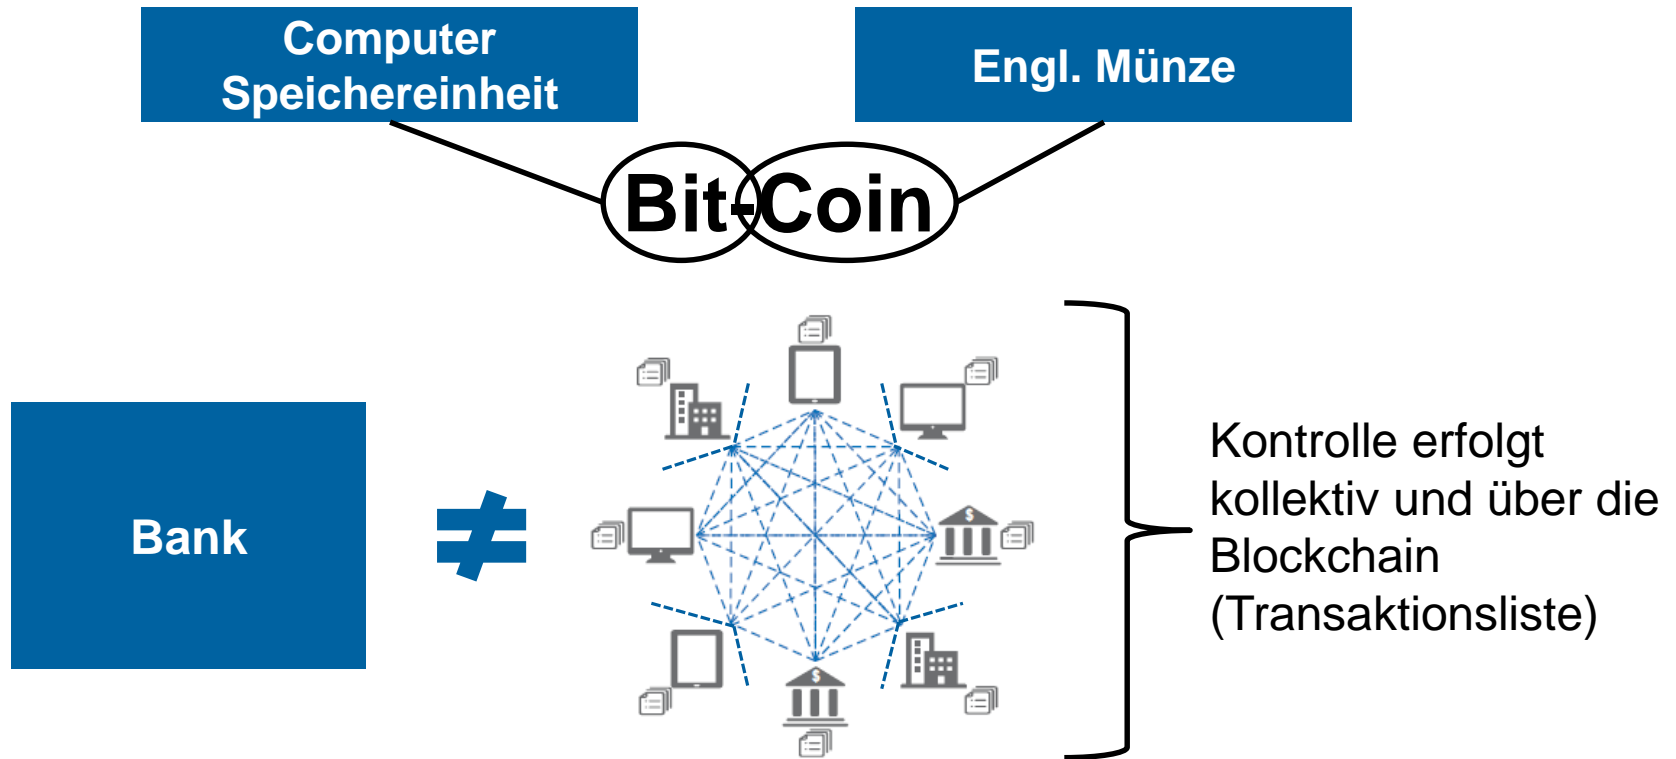 Computer
Speichereinheit
Engl. Münze
Bit-Coin
Bank
≠
Kontrolle erfolgt
kollektiv und über die
Blockchain
(Transaktionsliste)
$
$